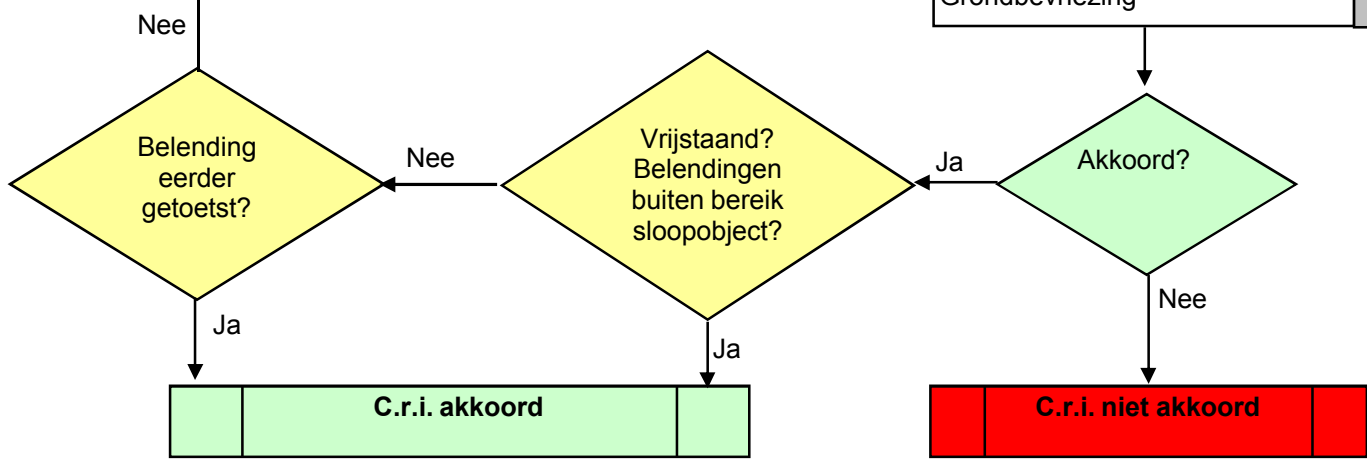 Grondbevriezing
Nee
Belending
eerder
getoetst?
Nee
Vrijstaand?
Belendingen
buiten bereik
sloopobject?
Ja
Akkoord?
Ja
Ja
Nee
C.r.i. akkoord
C.r.i. niet akkoord